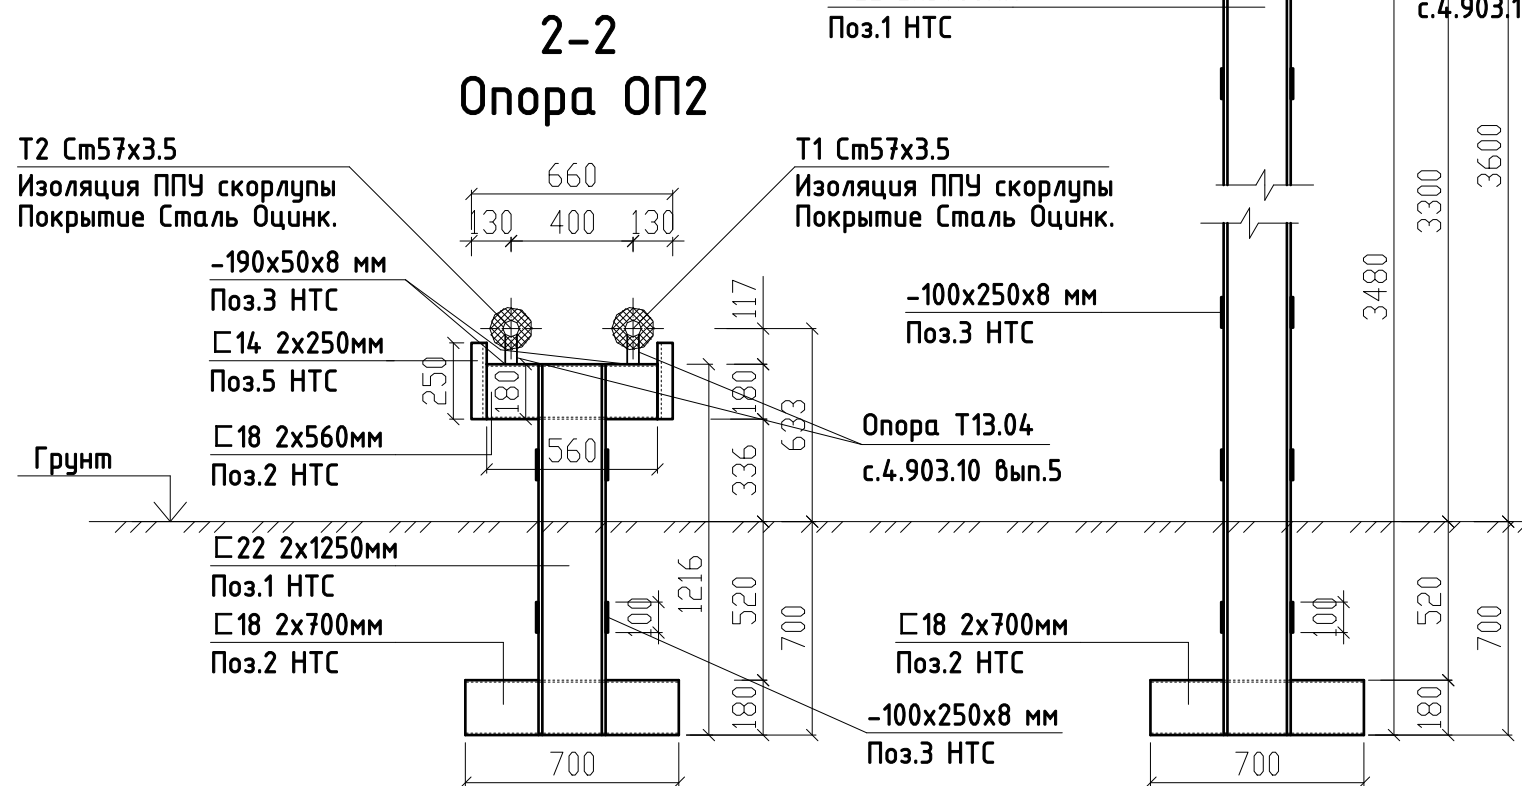 2-2
Опора ОП2
Поз.1 НТС
с.4.903.1
Т2 Ст57х3.5
Изоляция ППУ скорлупы
Покрытие Сталь Оцинк.
Т1 Ст57х3.5
Изоляция ППУ скорлупы
Покрытие Сталь Оцинк.
660
130 400 130
-190х50х8 мм
Поз.3 НТС
⊏14 2х250мм
Поз.5 НТС
⊏18 2х560мм
Поз.2 НТС
Грунт
⊏22 2х1250мм
Поз.1 НТС
⊏18 2х700мм
Поз.2 НТС
250
180
560
117
180
633
336
1216
520
700
100
180
700
-100х250х8 мм
Поз.3 НТС
Опора Т13.04
с.4.903.10 вып.5
-100х250х8 мм
Поз.3 НТС
⊏18 2х700мм
Поз.2 НТС
3480
3300
3600
100
520
700
180
700